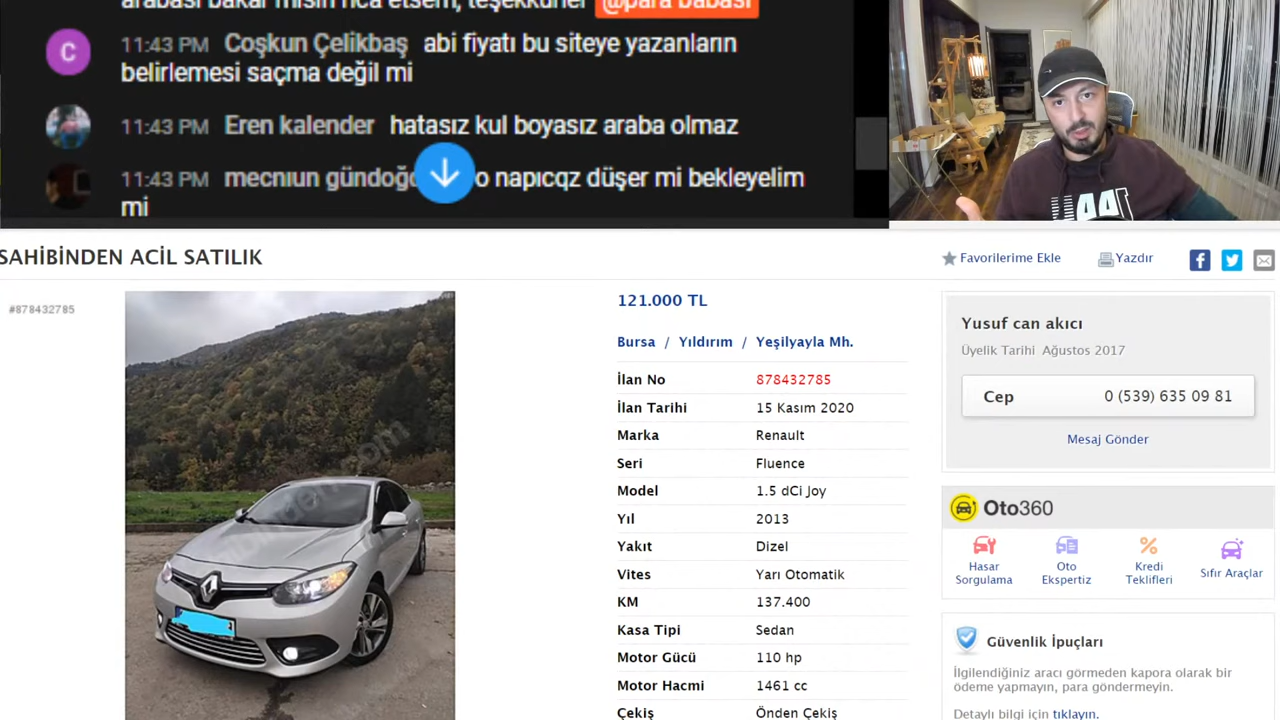 arabası bakar mısın rica etsem, teşekkürler @para babası
C 11:43 PM Coşkun Çelikbaş abi fiyatı bu siteye yazanların
belirlemesi saçma değil mi
11:43 PM Eren kalender hatasız kul boyasız araba olmaz
11:43 PM mecnıun gündoğ o napıcqz düşer mi bekleyelim
mi
SAHİBİNDEN ACİL SATILIK
Favorilerime Ekle
Yazdır
#878432785
121.000 TL
Bursa / Yıldırım / Yeşilyayla Mh.
İlan No 878432785
İlan Tarihi 15 Kasım 2020
Marka Renault
Seri Fluence
Model 1.5 dCi Joy
Yıl 2013
Yakıt Dizel
Vites Yarı Otomatik
KM 137.400
Kasa Tipi Sedan
Motor Gücü 110 hp
Motor Hacmi 1461 cc
Çekiş Önden Çekiş
Yusuf can akıcı
Üyelik Tarihi Ağustos 2017
Cep 0 (539) 635 09 81
Mesaj Gönder
Oto360
Hasar
Sorgulama
Oto
Ekspertiz
Kredi
Teklifleri
Sıfır Araçlar
Güvenlik İpuçları
İlgilendiğiniz aracı görmeden kapora olarak bir
ödeme yapmayın, para göndermeyin.
Detaylı bilgi için tıklayın.